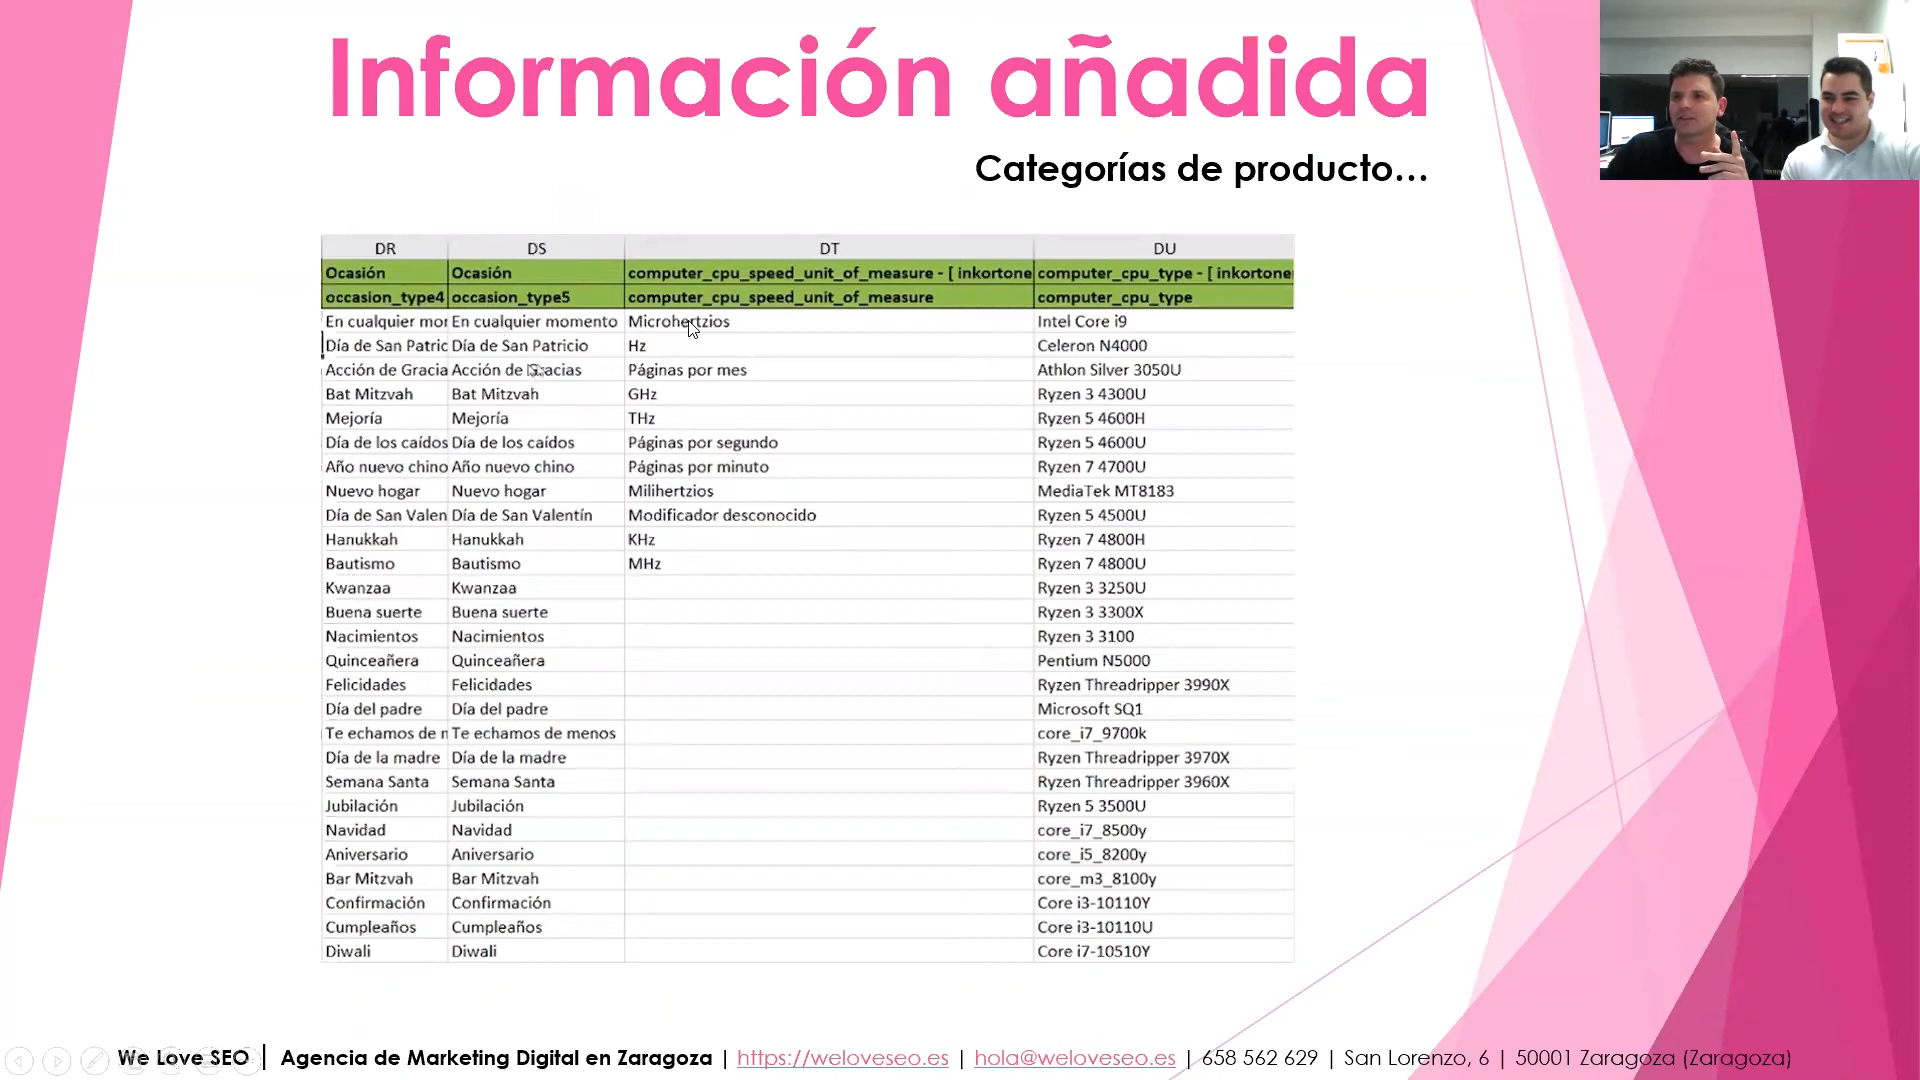 Información añadida
Categorías de producto...
DR DS DT DU
Ocasión Ocasión computer_cpu_speed_unit_of_measure - [ inkortone computer_cpu_type - [ inkortone
occasion_type4 occasion_type5 computer_cpu_speed_unit_of_measure computer_cpu_type
En cualquier mor En cualquier momento Microhertzios Intel Core i9
Día de San Patric Día de San Patricio Hz Celeron N4000
Acción de Gracia Acción de Gracias Páginas por mes Athlon Silver 3050U
Bat Mitzvah Bat Mitzvah GHz Ryzen 3 4300U
Mejoría Mejoría THz Ryzen 5 4600H
Día de los caídos Día de los caídos Páginas por segundo Ryzen 5 4600U
Año nuevo chino Año nuevo chino Páginas por minuto Ryzen 7 4700U
Nuevo hogar Nuevo hogar Milihertzios MediaTek MT8183
Día de San Valen Día de San Valentín Modificador desconocido Ryzen 5 4500U
Hanukkah Hanukkah KHz Ryzen 7 4800H
Bautismo Bautismo MHz Ryzen 7 4800U
Kwanzaa Kwanzaa Ryzen 3 3250U
Buena suerte Buena suerte Ryzen 3 3300X
Nacimientos Nacimientos Ryzen 3 3100
Quinceañera Quinceañera Pentium N5000
Felicidades Felicidades Ryzen Threadripper 3990X
Día del padre Día del padre Microsoft SQ1
Te echamos de r Te echamos de menos core_i7_9700k
Día de la madre Día de la madre Ryzen Threadripper 3970X
Semana Santa Semana Santa Ryzen Threadripper 3960X
Jubilación Jubilación Ryzen 5 3500U
Navidad Navidad core_i7_8500y
Aniversario Aniversario core_i5_8200y
Bar Mitzvah Bar Mitzvah core_m3_8100y
Confirmación Confirmación Core i3-10110Y
Cumpleaños Cumpleaños Core i3-10110U
Diwali Diwali Core i7-10510Y
We Love SEO | Agencia de Marketing Digital en Zaragoza | https://weloveseo.es | hola@weloveseo.es | 658 562 629 | San Lorenzo, 6 | 50001 Zaragoza (Zaragoza)